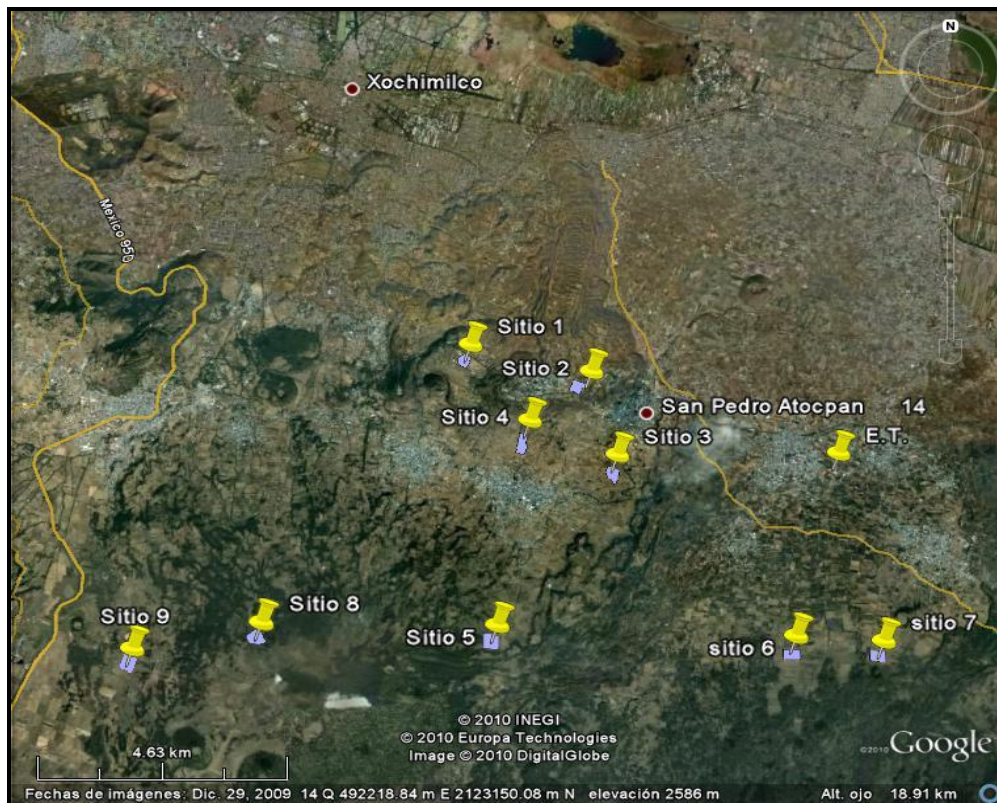 N
Xochimilco
Mexico 95D
Sitio 1
Sitio 2
San Pedro Atocpan 14
Sitio 4
Sitio 3
E.T.
Sitio 8
Sitio 9
Sitio 5
sitio 6
sitio 7
© 2010 INEGI
© 2010 Europa Technologies
Image © 2010 DigitalGlobe
©2010 Google
4.63 km
Fechas de imágenes: Dic. 29, 2009 14 Q 492218.84 m E 2123150.08 m N elevación 2586 m Alt. ojo 18.91 km